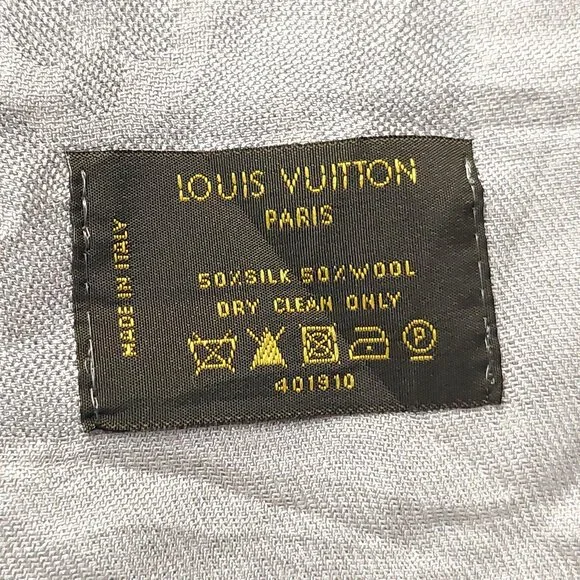 LOUIS VUITTON
PARIS
MADE IN ITALY
50%SILK 50%WOOL
DRY CLEAN ONLY
P
401910